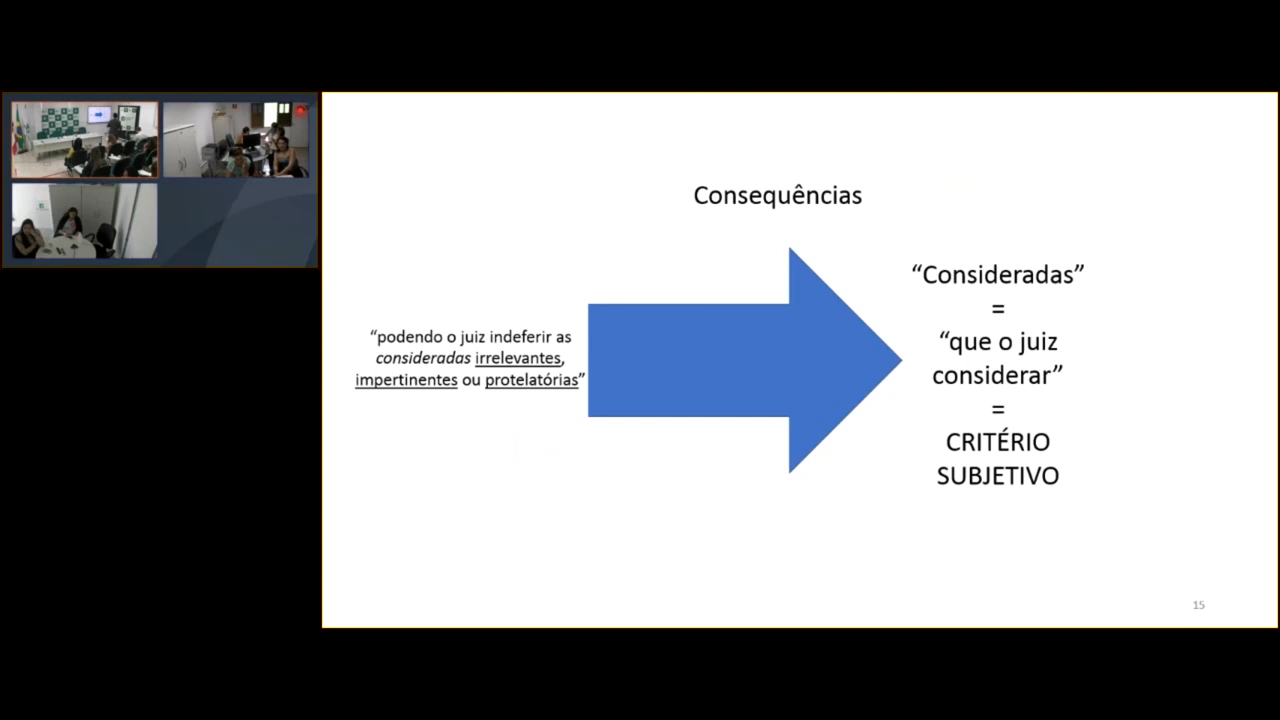 Consequências
“podendo o juiz indeferir as
consideradas irrelevantes,
impertinentes ou protelatórias”
“Consideradas”
=
“que o juiz
considerar”
=
CRITÉRIO
SUBJETIVO
15